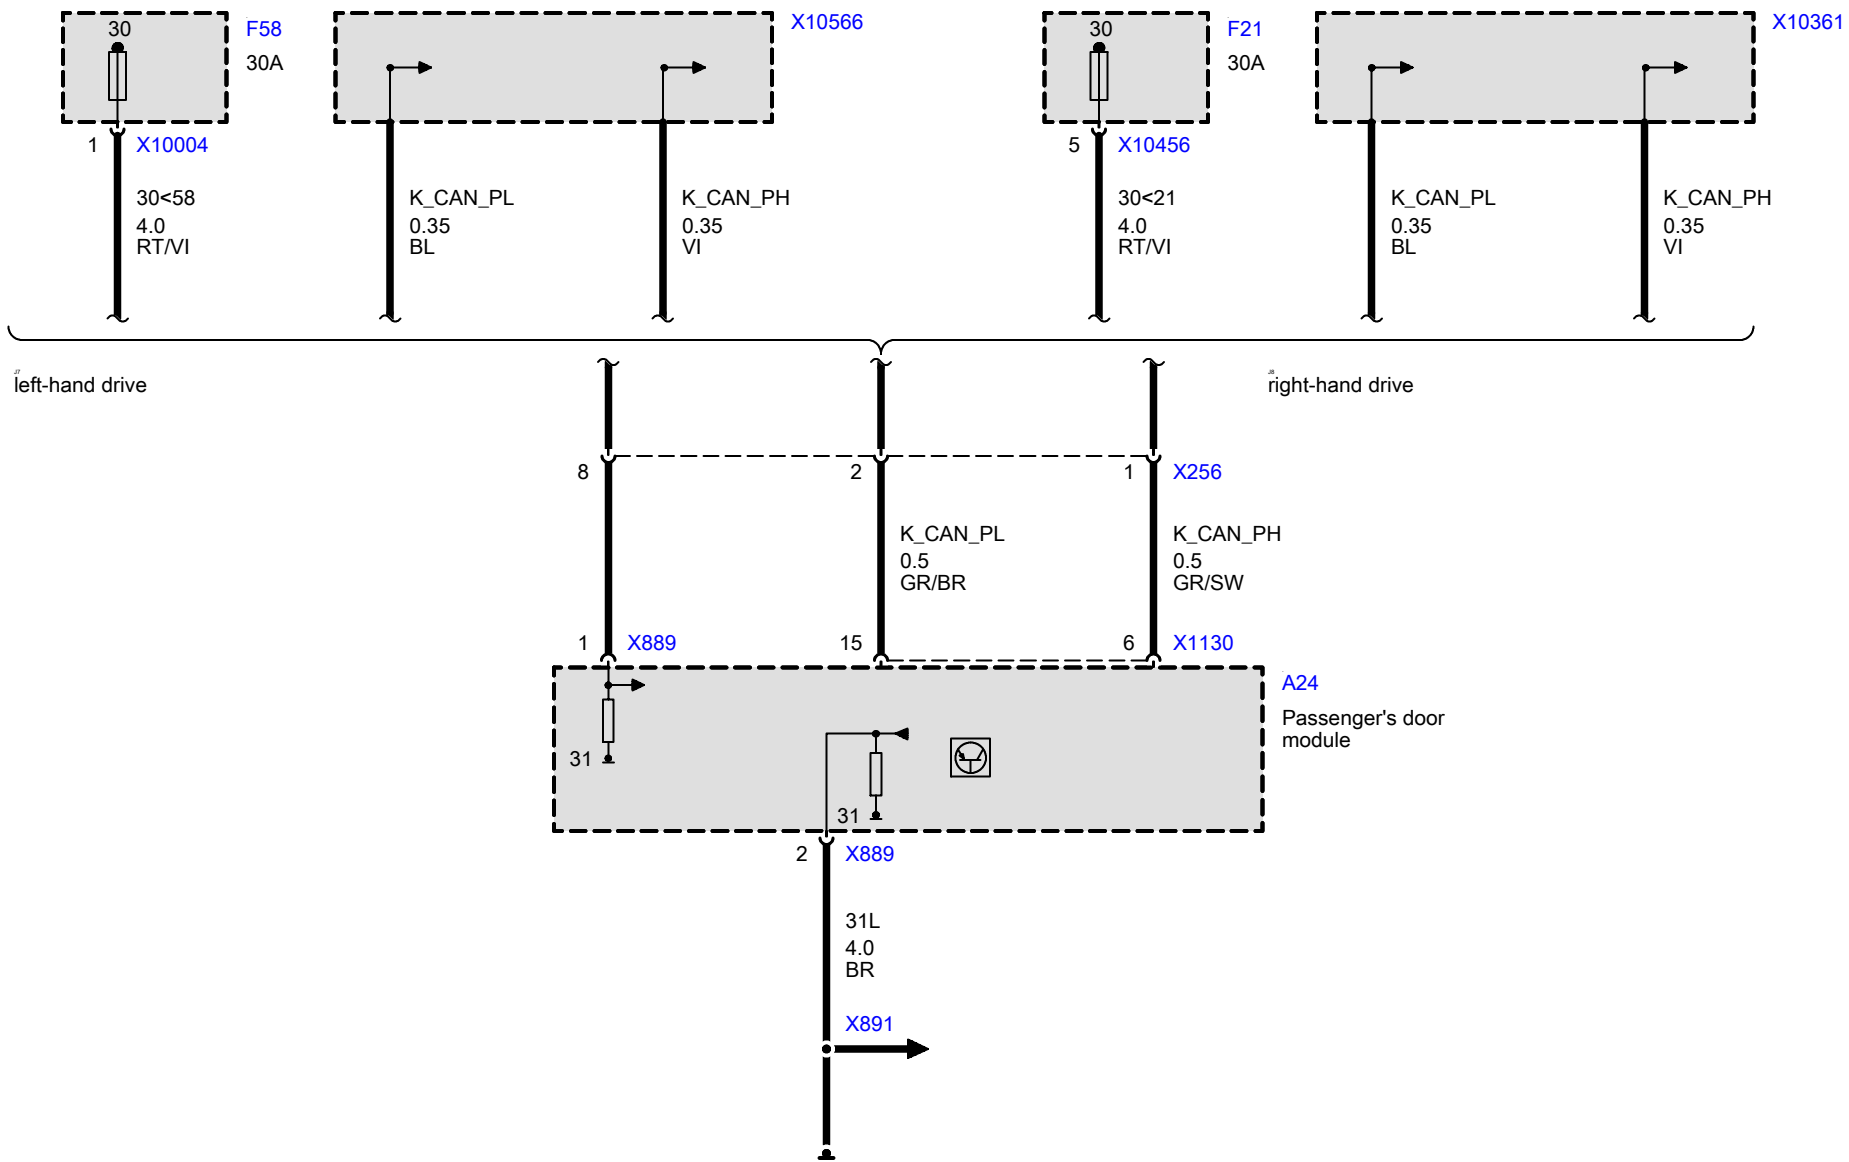 30
F58
30A
X10566
30
F21
30A
X10361
1
X10004
5
X10456
30<58
4.0
RT/VI
K_CAN_PL
0.35
BL
K_CAN_PH
0.35
VI
30<21
4.0
RT/VI
K_CAN_PL
0.35
BL
K_CAN_PH
0.35
VI
J7
left-hand drive
J8
right-hand drive
8
2
1
X256
K_CAN_PL
0.5
GR/BR
K_CAN_PH
0.5
GR/SW
1
X889
15
6
X1130
A24
Passenger's door
module
31
31
2
X889
31L
4.0
BR
X891